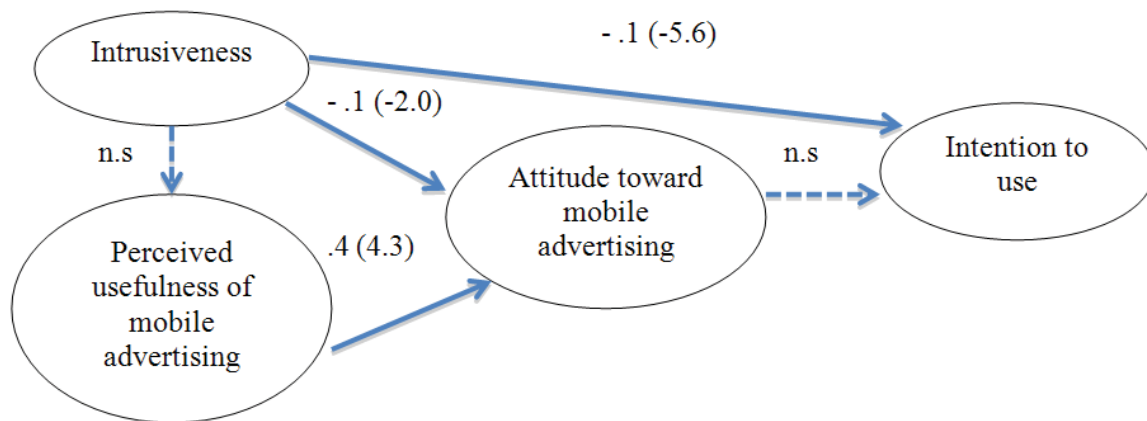 Intrusiveness
- .1 (-5.6)
- .1 (-2.0)
n.s
n.s
Intention to
use
Attitude toward
mobile
advertising
Perceived
usefulness of
mobile
advertising
.4 (4.3)